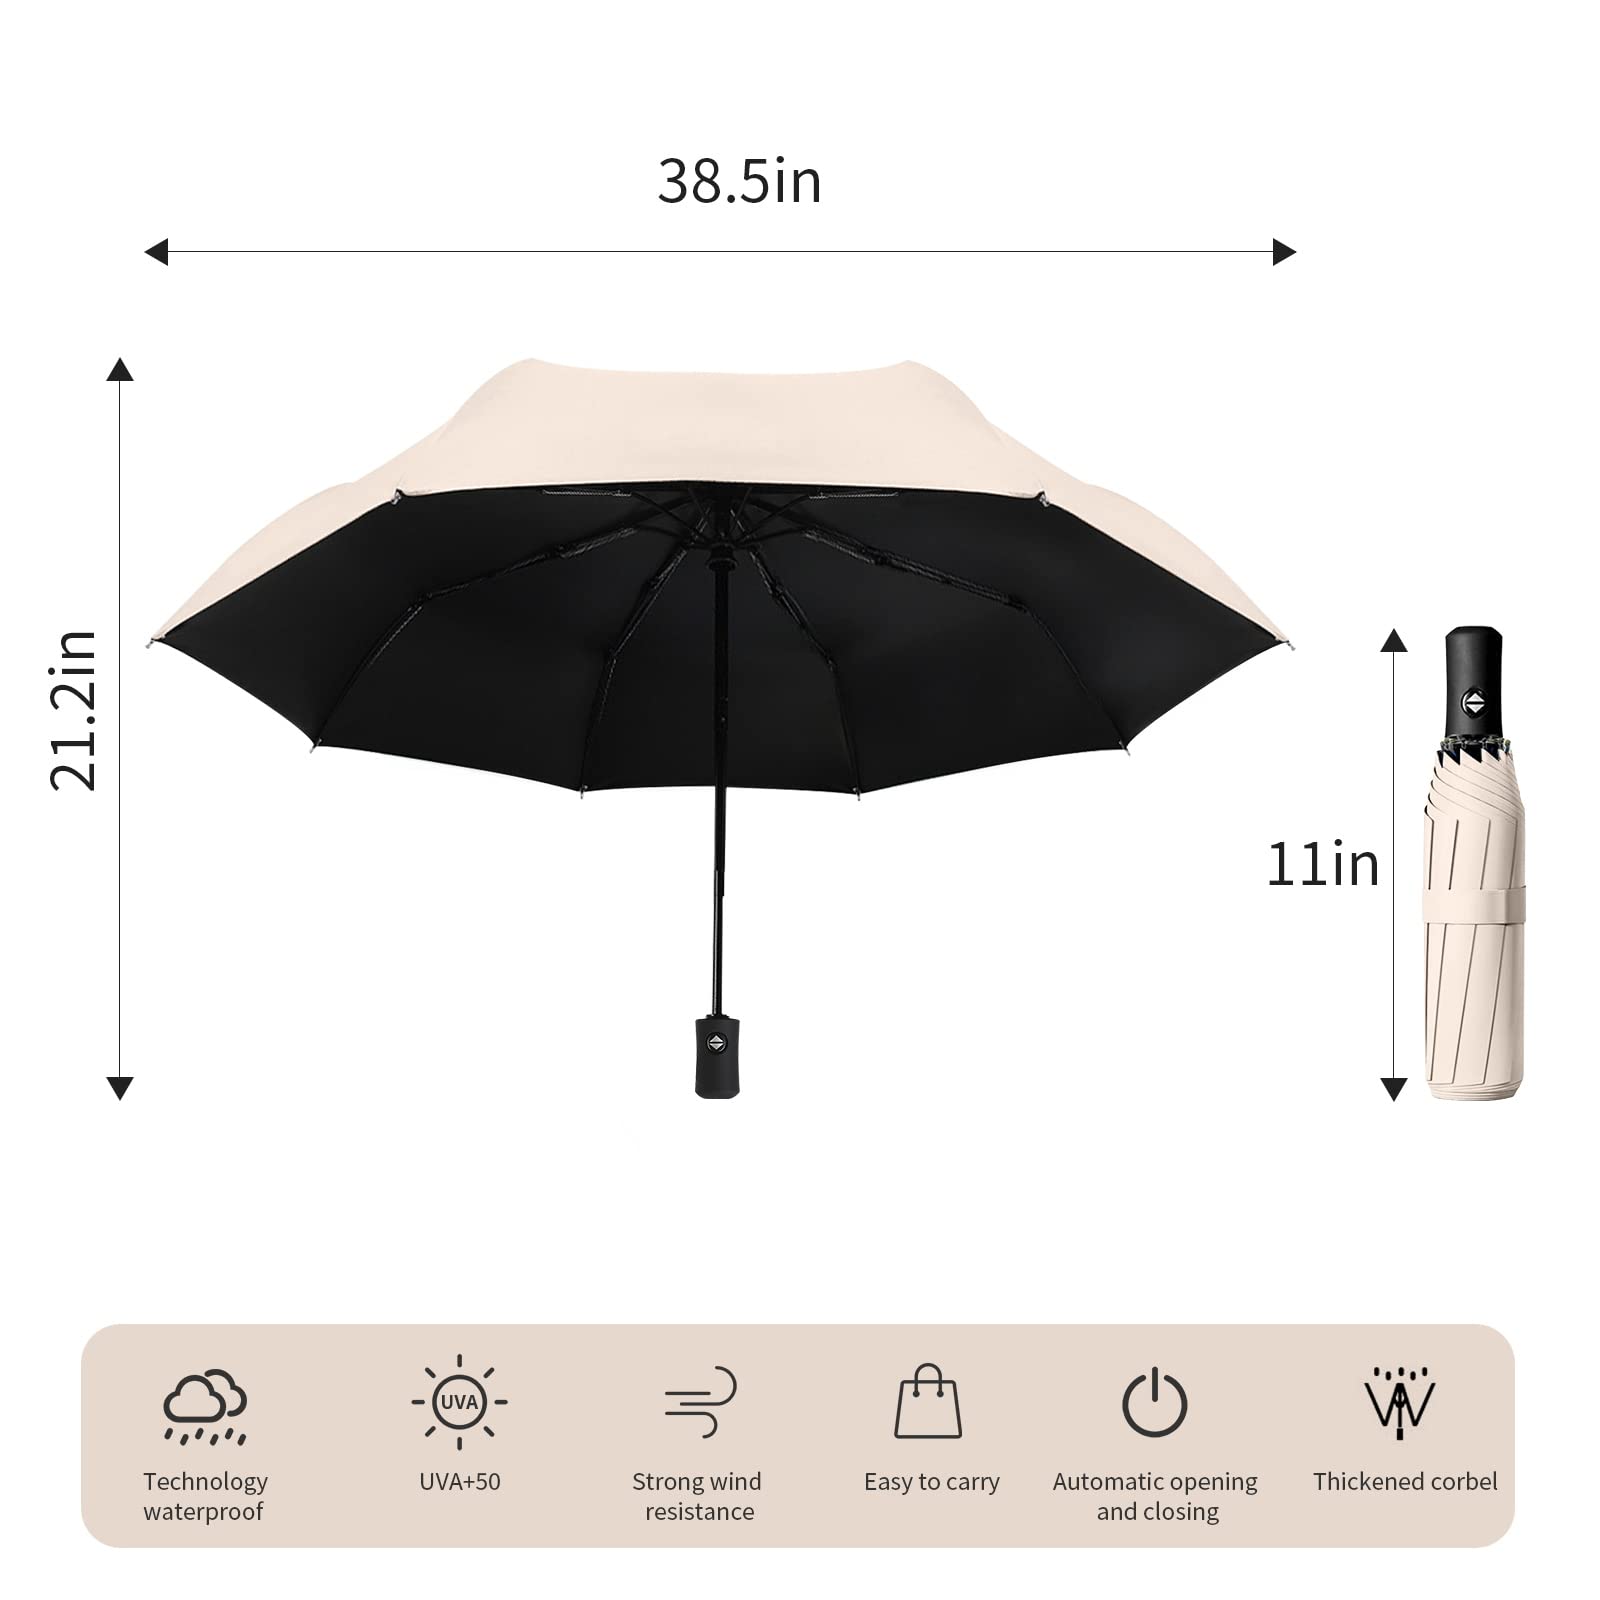 38.5in
21.2in
11in
UVA
Technology
waterproof
UVA+50
Strong wind
resistance
Easy to carry
Automatic opening
and closing
Thickened corbel